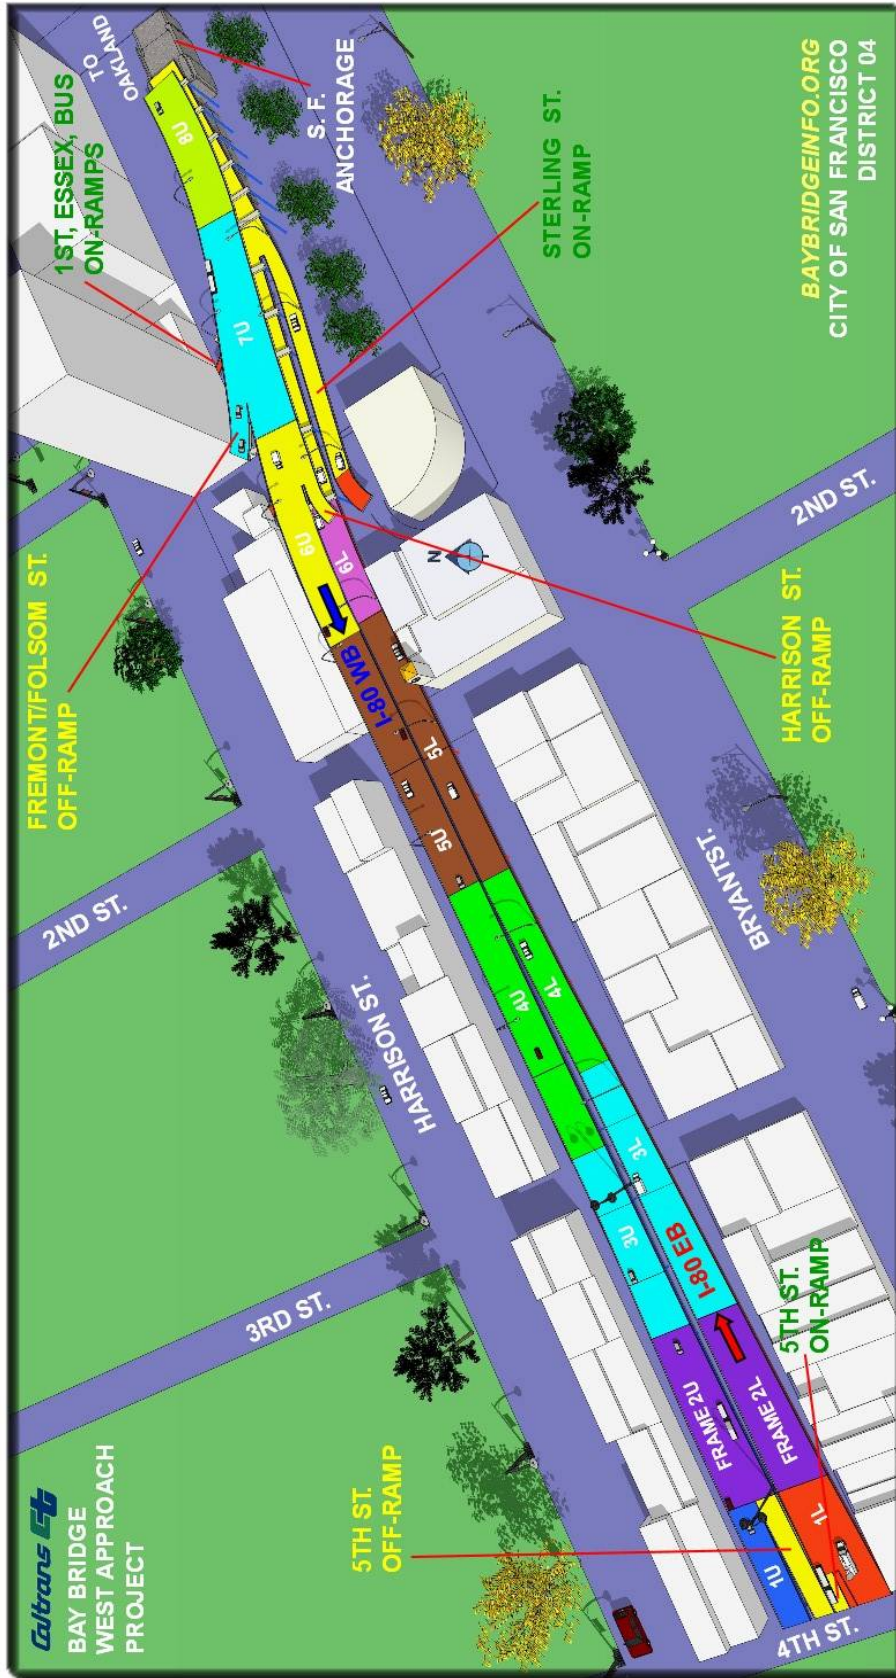 Caltrans Ct
BAY BRIDGE
WEST APPROACH
PROJECT
5TH ST.
OFF-RAMP
3RD ST.
2ND ST.
HARRISON ST.
FREMONT/FOLSOM ST.
OFF-RAMP
1ST, ESSEX, BUS
ON-RAMPS
TO
OAKLAND
S. F.
ANCHORAGE
STERLING ST.
ON-RAMP
HARRISON ST.
OFF-RAMP
2ND ST.
BRYANTST.
5TH ST.
ON-RAMP
4TH ST.
1U
1L
FRAME 2U
FRAME 2L
I-80 EB
3U
3L
4U
4L
5U
5L
I-80 WB
6U
6L
7U
8U
N
BAYBRIDGEINFO.ORG
CITY OF SAN FRANCISCO
DISTRICT 04